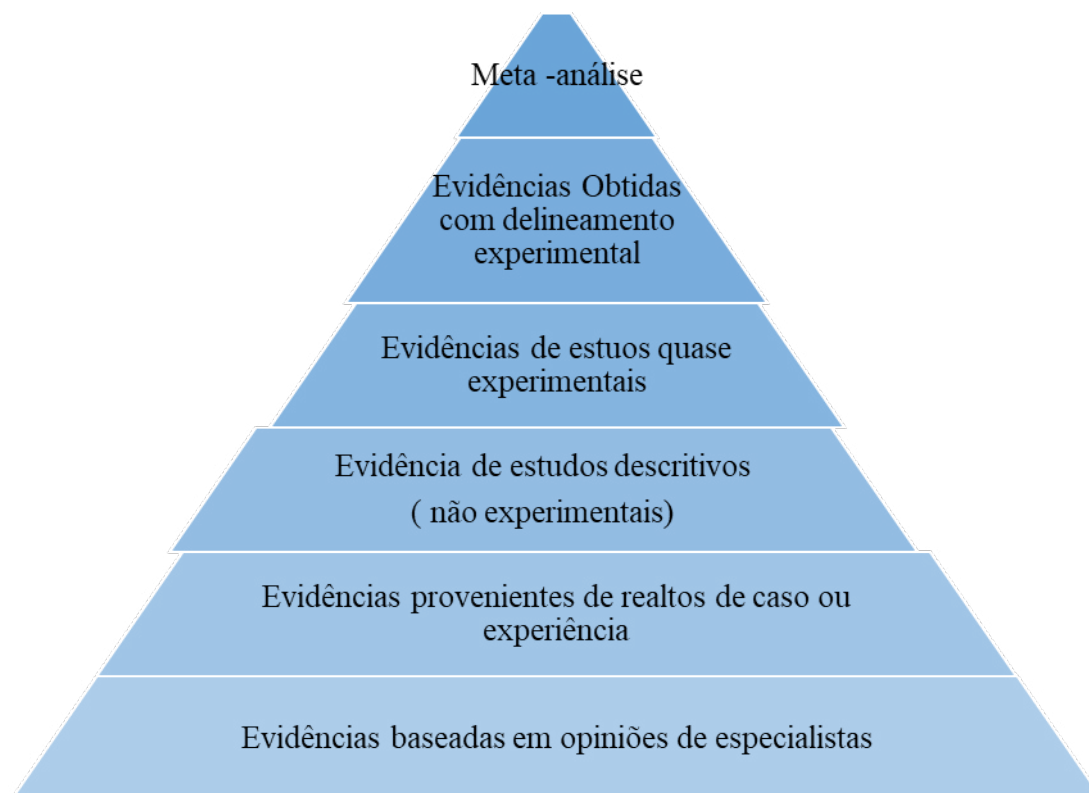 Meta -análise
Evidências Obtidas
com delineamento
experimental
Evidências de estuos quase
experimentais
Evidência de estudos descritivos
( não experimentais)
Evidências provenientes de realtos de caso ou
experiência
Evidências baseadas em opiniões de especialistas